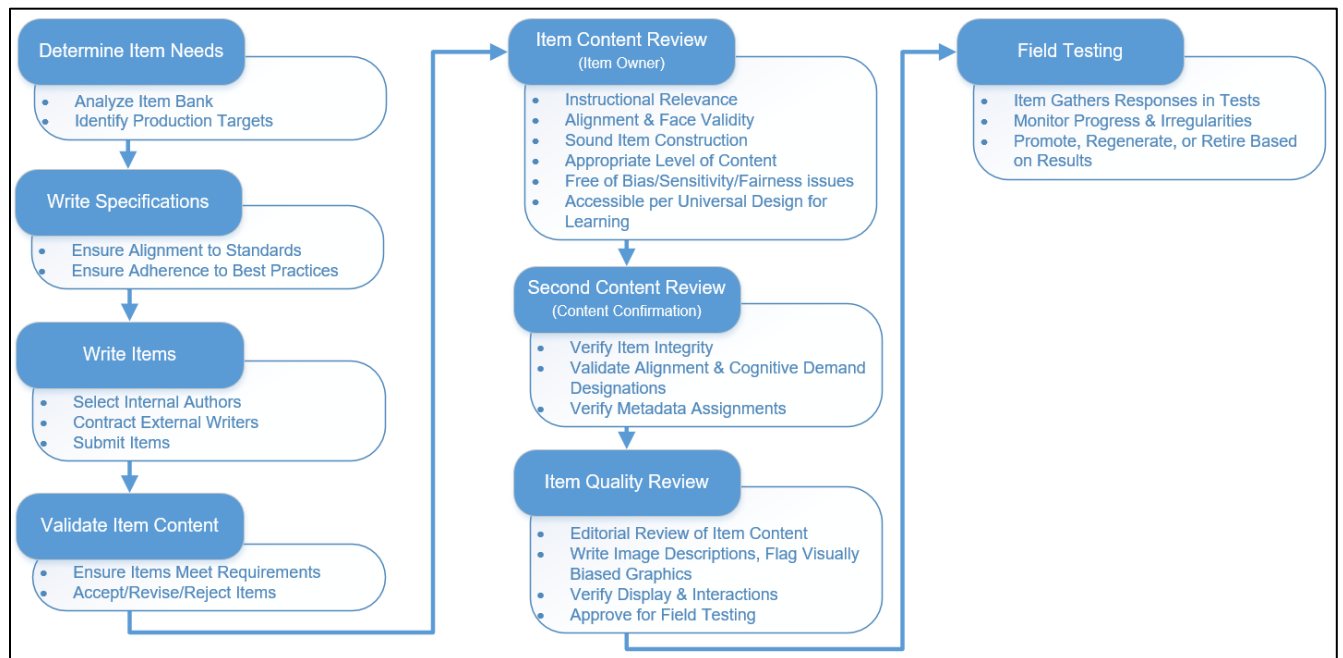 Determine Item Needs
• Analyze Item Bank
• Identify Production Targets
Write Specifications
• Ensure Alignment to Standards
• Ensure Adherence to Best Practices
Write Items
• Select Internal Authors
• Contract External Writers
• Submit Items
Validate Item Content
• Ensure Items Meet Requirements
• Accept/Revise/Reject Items
Item Content Review
(Item Owner)
• Instructional Relevance
• Alignment & Face Validity
• Sound Item Construction
• Appropriate Level of Content
• Free of Bias/Sensitivity/Fairness issues
• Accessible per Universal Design for
Learning
Second Content Review
(Content Confirmation)
• Verify Item Integrity
• Validate Alignment & Cognitive Demand
Designations
• Verify Metadata Assignments
Item Quality Review
• Editorial Review of Item Content
• Write Image Descriptions, Flag Visually
Biased Graphics
• Verify Display & Interactions
• Approve for Field Testing
Field Testing
• Item Gathers Responses in Tests
• Monitor Progress & Irregularities
• Promote, Regenerate, or Retire Based
on Results